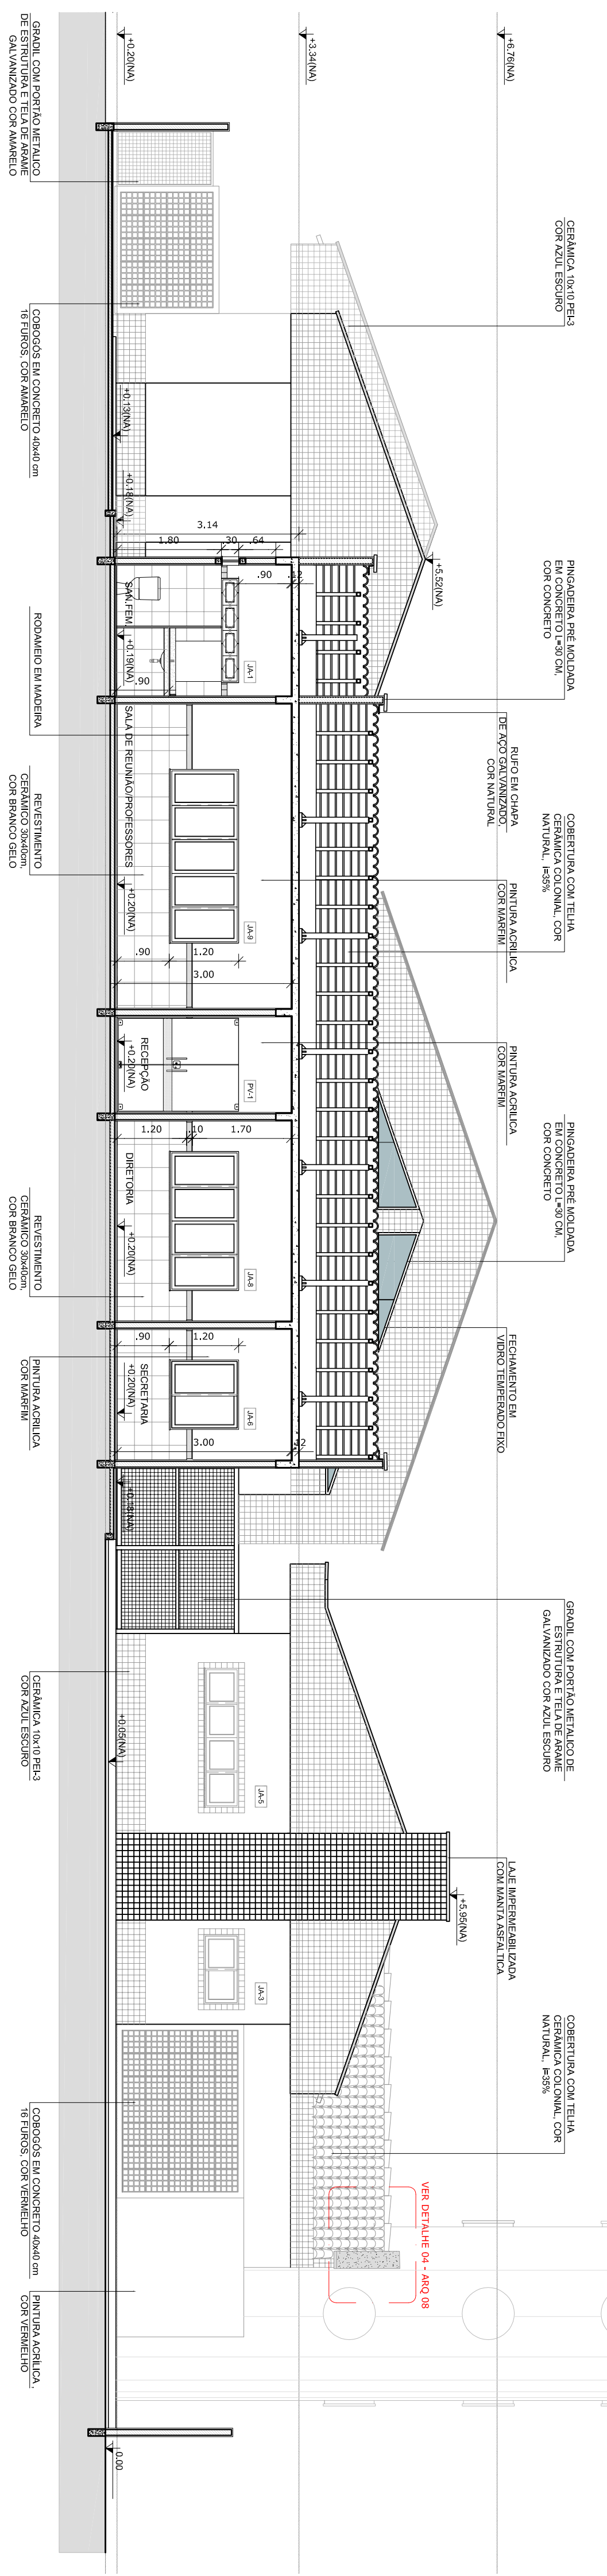 +6.76(NA)
+3.34(NA)
+0.20(NA)
CERÂMICA 10x10 PEI-3
COR AZUL ESCURO
PINGADEIRA PRÉ MOLDADA
EM CONCRETO L=30 CM,
COR CONCRETO
RUFO EM CHAPA
DE AÇO GALVANIZADO,
COR NATURAL
COBERTURA COM TELHA
CERÂMICA COLONIAL, COR
NATURAL, i=35%
PINTURA ACRILICA
COR MARFIM
PINTURA ACRILICA
COR MARFIM
PINGADEIRA PRÉ MOLDADA
EM CONCRETO L=30 CM,
COR CONCRETO
FECHAMENTO EM
VIDRO TEMPERADO FIXO
GRADIL COM PORTÃO METALICO DE
ESTRUTURA E TELA DE ARAME
GALVANIZADO COR AZUL ESCURO
LAJE IMPERMEABILIZADA
COM MANTA ASFALTICA
COBERTURA COM TELHA
CERÂMICA COLONIAL, COR
NATURAL, i=35%
+5.52(NA)
+5.95(NA)
VER DETALHE 04 - ARQ 08
+0.13(NA)
+0.18(NA)
3.14
1.80
.30
.64
.90
.12
JA-1
SAN.FEM.
+0.19(NA)
.90
SALA DE REUNIÃO/PROFESSORES
+0.20(NA)
JA-9
.90
1.20
3.00
RECEPÇÃO
+0.20(NA)
PV-1
1.20
.10
1.70
DIRETORIA
+0.20(NA)
JA-8
.90
1.20
SECRETARIA
+0.20(NA)
JA-6
3.00
.12
+0.18(NA)
+0.05(NA)
JA-5
JA-3
0.00
GRADIL COM PORTÃO METALICO
DE ESTRUTURA E TELA DE ARAME
GALVANIZADO COR AMARELO
COBOGÓS EM CONCRETO 40x40 cm
16 FUROS, COR AMARELO
RODAMEIO EM MADEIRA
REVESTIMENTO
CERÂMICO 30x40cm,
COR BRANCO GELO
REVESTIMENTO
CERÂMICO 30x40cm,
COR BRANCO GELO
PINTURA ACRILICA
COR MARFIM
CERÂMICA 10x10 PEI-3
COR AZUL ESCURO
COBOGÓS EM CONCRETO 40x40 cm
16 FUROS, COR VERMELHO
PINTURA ACRÍLICA ,
COR VERMELHO